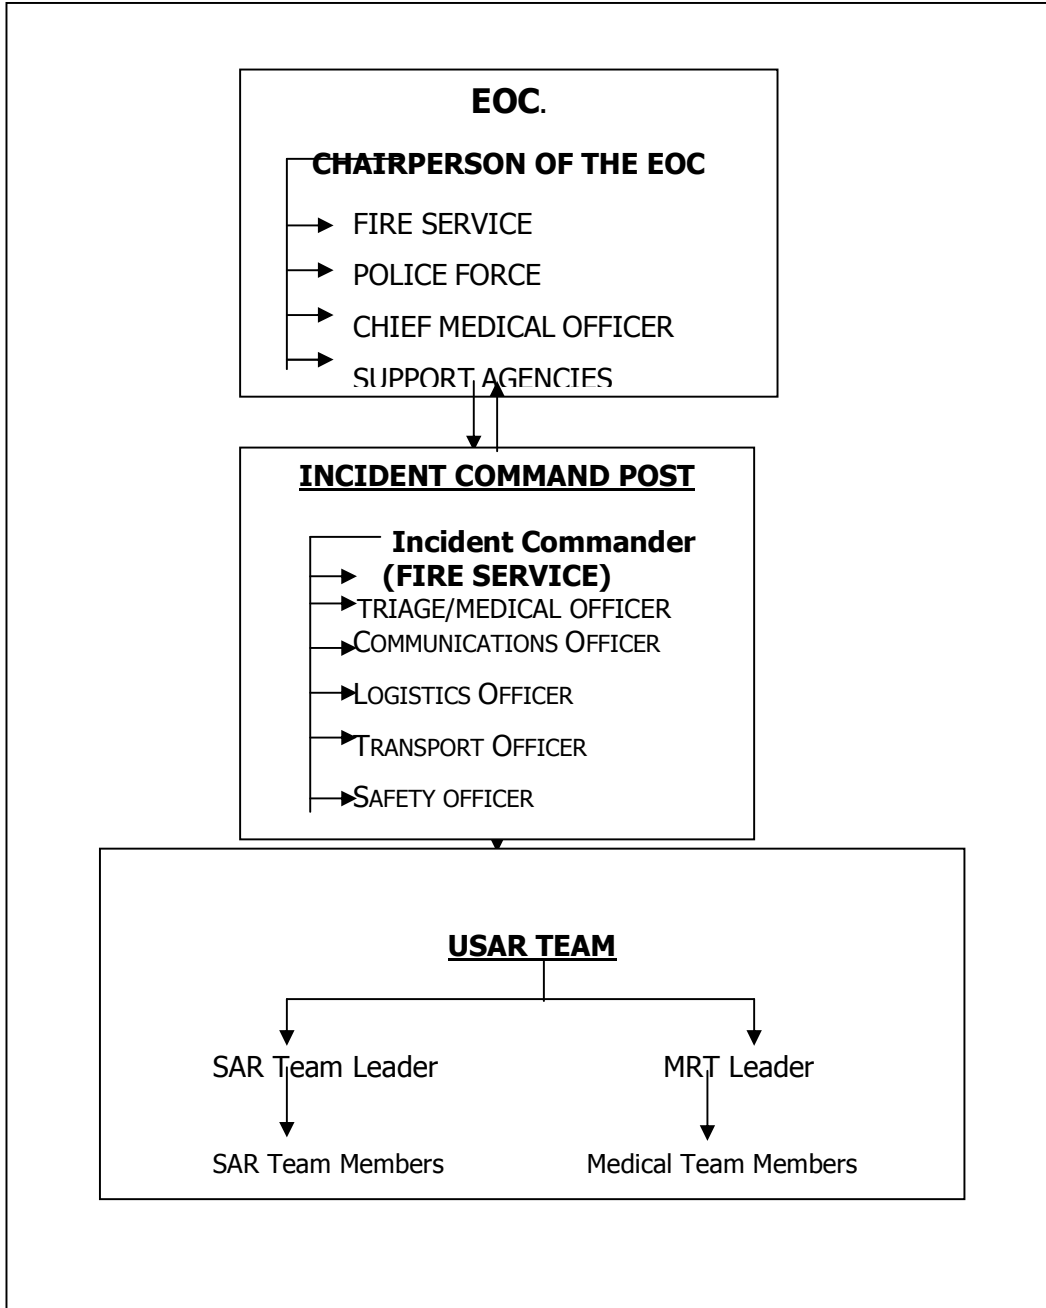 EOC.
CHAIRPERSON OF THE EOC
FIRE SERVICE
POLICE FORCE
CHIEF MEDICAL OFFICER
SUPPORT AGENCIES
INCIDENT COMMAND POST
Incident Commander
(FIRE SERVICE)
TRIAGE/MEDICAL OFFICER
COMMUNICATIONS OFFICER
LOGISTICS OFFICER
TRANSPORT OFFICER
SAFETY OFFICER
USAR TEAM
SAR Team Leader MRT Leader
SAR Team Members Medical Team Members